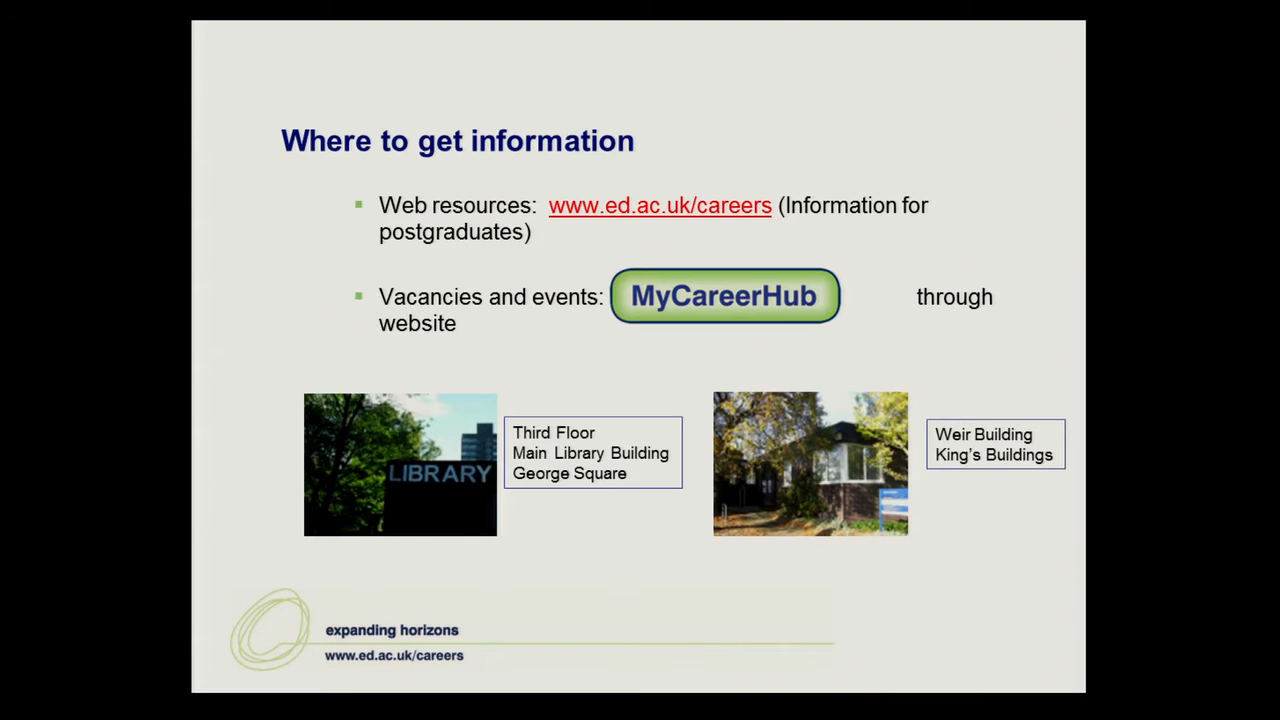 Where to get information
Web resources: www.ed.ac.uk/careers (Information for
postgraduates)
Vacancies and events: MyCareerHub through
website
LIBRARY
Third Floor
Main Library Building
George Square
Weir Building
King's Buildings
expanding horizons
www.ed.ac.uk/careers